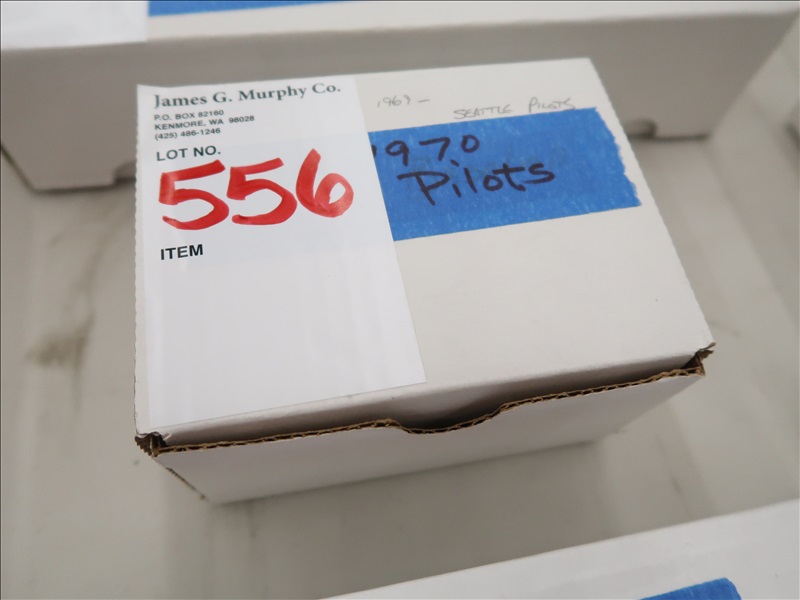 James G. Murphy Co.
P.O. BOX 82160
KENMORE, WA 98028
(425) 486-1246
LOT NO.
556
ITEM
1969 - SEATTLE PILOTS
1970
Pilots